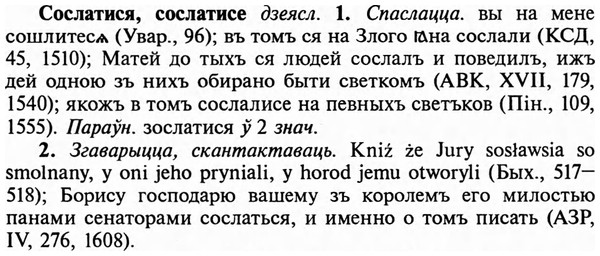 Сослатися, сослатисе дзеясл. 1. Спаслацца. вы на мене
сошлитесѧ (Увар., 96); въ томъ ся на Злого Ꙗна сослали (КСД,
45, 1510); Матей до тыхъ ся людей сослалъ и поведилъ, ижъ
дей одною зъ нихъ обирано быти светкомъ (АВК, XVII, 179,
1540); якожъ в томъ сослалисе на певныхъ светъков (Пін., 109,
1555). Параўн. зослатися ў 2 знач.
2. Згаварыцца, скантактаваць. Kniź że Jury sosławsia so
smolnany, y oni jeho pryniali, y horod jemu otworyli (Бых., 517—
518); Борису господарю вашему зъ королемъ его милостью
панами сенаторами сослаться, и именно о томъ писать (АЗР,
IV, 276, 1608).